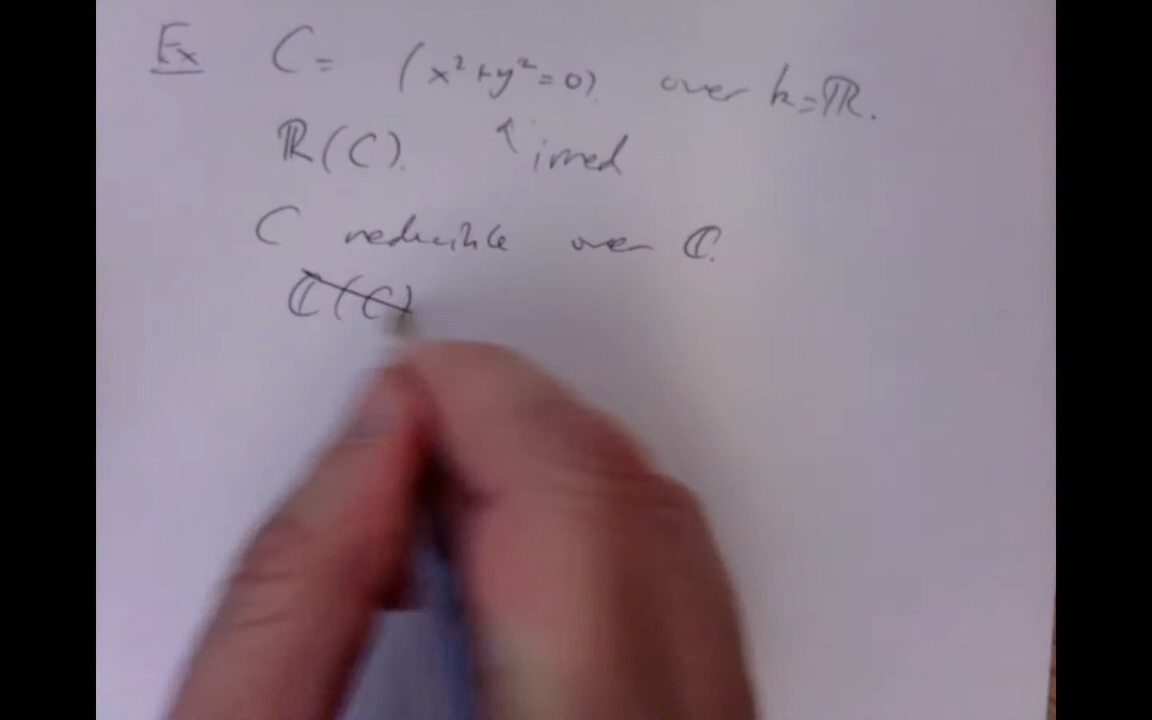 Ex C = (x²+y²=0) over k=ℝ.
ℝ(C). ↑ irred
C reducible over ℂ.
ℂ(C)